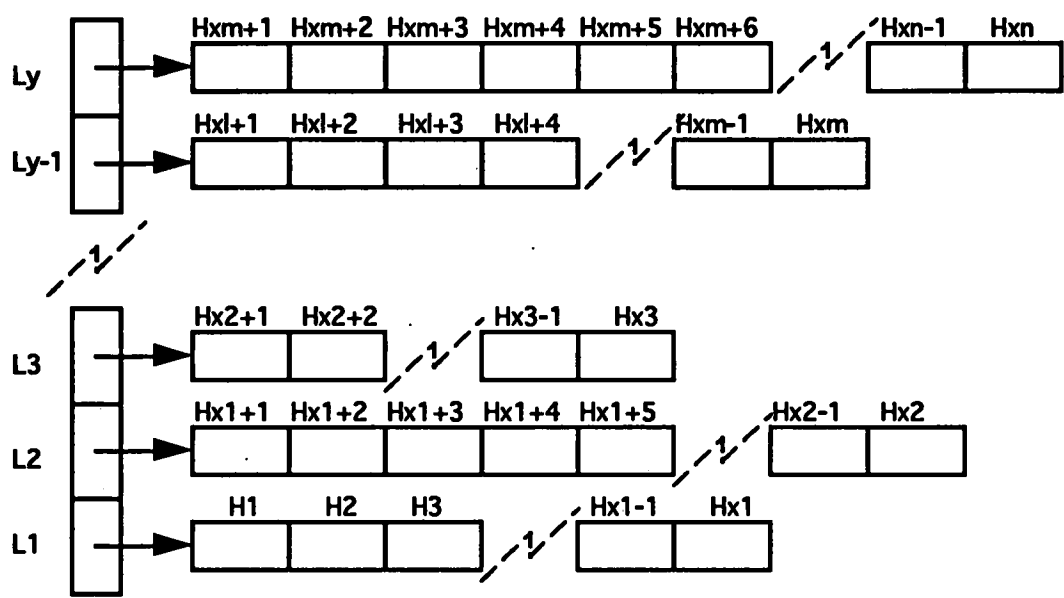 Hxm+1 Hxm+2 Hxm+3 Hxm+4 Hxm+5 Hxm+6 Hxn-1 Hxn
Ly
Hxl+1 Hxl+2 Hxl+3 Hxl+4 Hxm-1 Hxm
Ly-1
Hx2+1 Hx2+2 Hx3-1 Hx3
L3
Hx1+1 Hx1+2 Hx1+3 Hx1+4 Hx1+5 Hx2-1 Hx2
L2
H1 H2 H3 Hx1-1 Hx1
L1